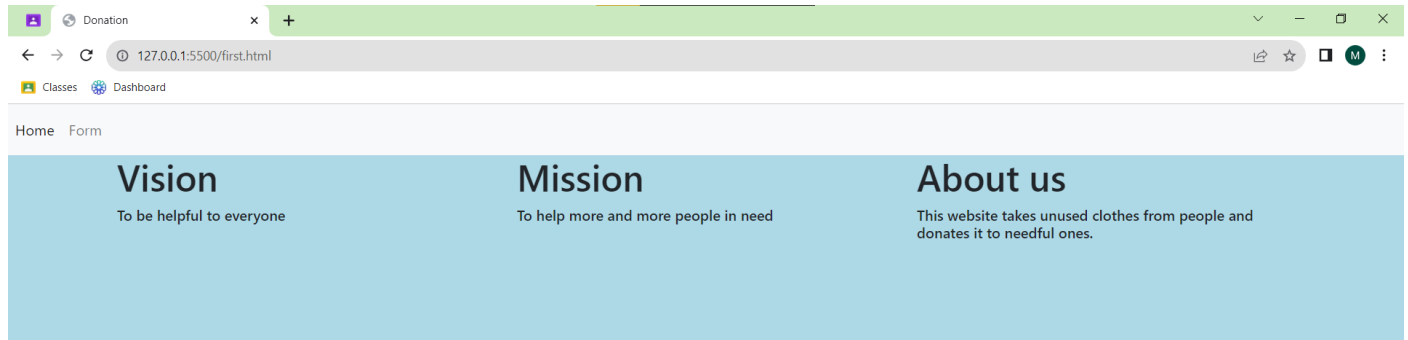 Donation
127.0.0.1:5500/first.html
M
Classes Dashboard
Home Form
Vision Mission About us
To be helpful to everyone To help more and more people in need This website takes unused clothes from people and
donates it to needful ones.